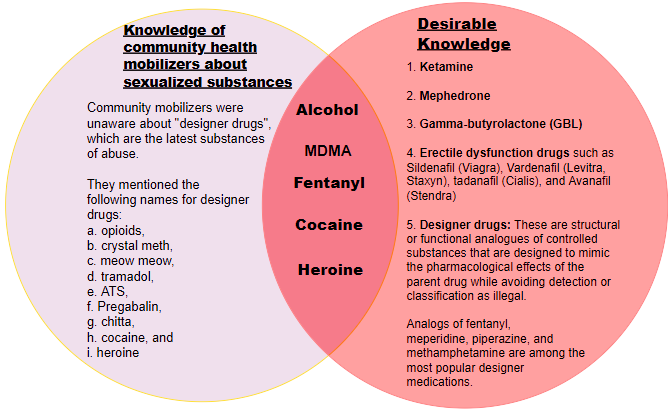 Knowledge of
community health
mobilizers about
sexualized substances
Community mobilizers were
unaware about "designer drugs",
which are the latest substances
of abuse.
They mentioned the
following names for designer
drugs:
a. opioids,
b. crystal meth,
c. meow meow,
d. tramadol,
e. ATS,
f. Pregabalin,
g. chitta,
h. cocaine, and
i. heroine
Alcohol
MDMA
Fentanyl
Cocaine
Heroine
Desirable
Knowledge
1. Ketamine
2. Mephedrone
3. Gamma-butyrolactone (GBL)
4. Erectile dysfunction drugs such as
Sildenafil (Viagra), Vardenafil (Levitra,
Staxyn), tadanafil (Cialis), and Avanafil
(Stendra)
5. Designer drugs: These are structural
or functional analogues of controlled
substances that are designed to mimic
the pharmacological effects of the
parent drug while avoiding detection or
classification as illegal.
Analogs of fentanyl,
meperidine, piperazine, and
methamphetamine are among the
most popular designer
medications.